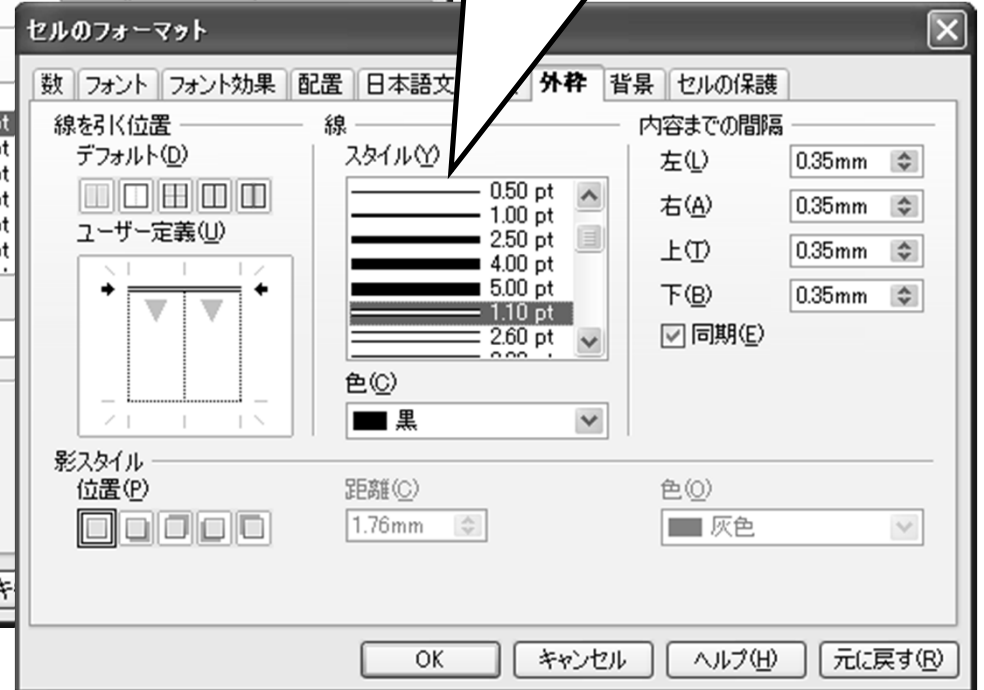 セルのフォーマット
数 フォント フォント効果 配置 日本語文 外枠 背景 セルの保護
線を引く位置
デフォルト(D)
ユーザー定義(U)
線
スタイル(Y)
0.50 pt
1.00 pt
2.50 pt
4.00 pt
5.00 pt
1.10 pt
2.60 pt
色(C)
黒
内容までの間隔
左(L) 0.35mm
右(A) 0.35mm
上(T) 0.35mm
下(B) 0.35mm
同期(E)
影スタイル
位置(P)
距離(C)
1.76mm
色(O)
灰色
OK キャンセル ヘルプ(H) 元に戻す(R)